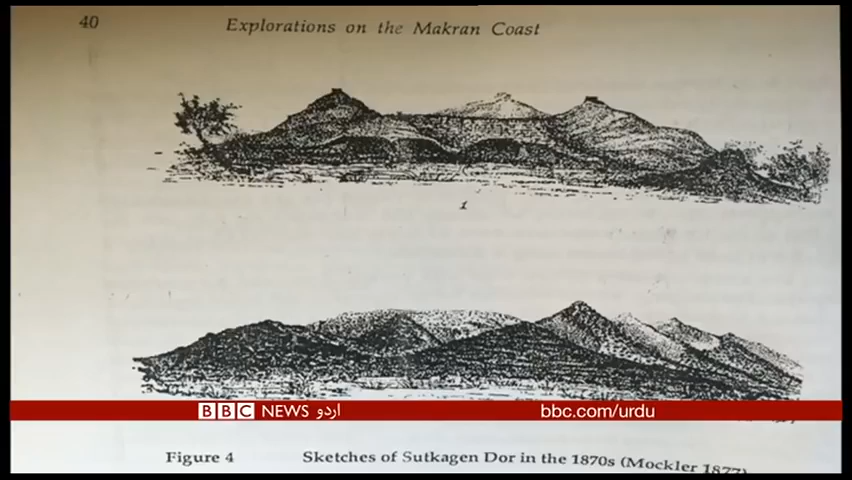 40
Explorations on the Makran Coast
BBC NEWS اردو
bbc.com/urdu
Figure 4 Sketches of Sutkagen Dor in the 1870s (Mockler 1877)